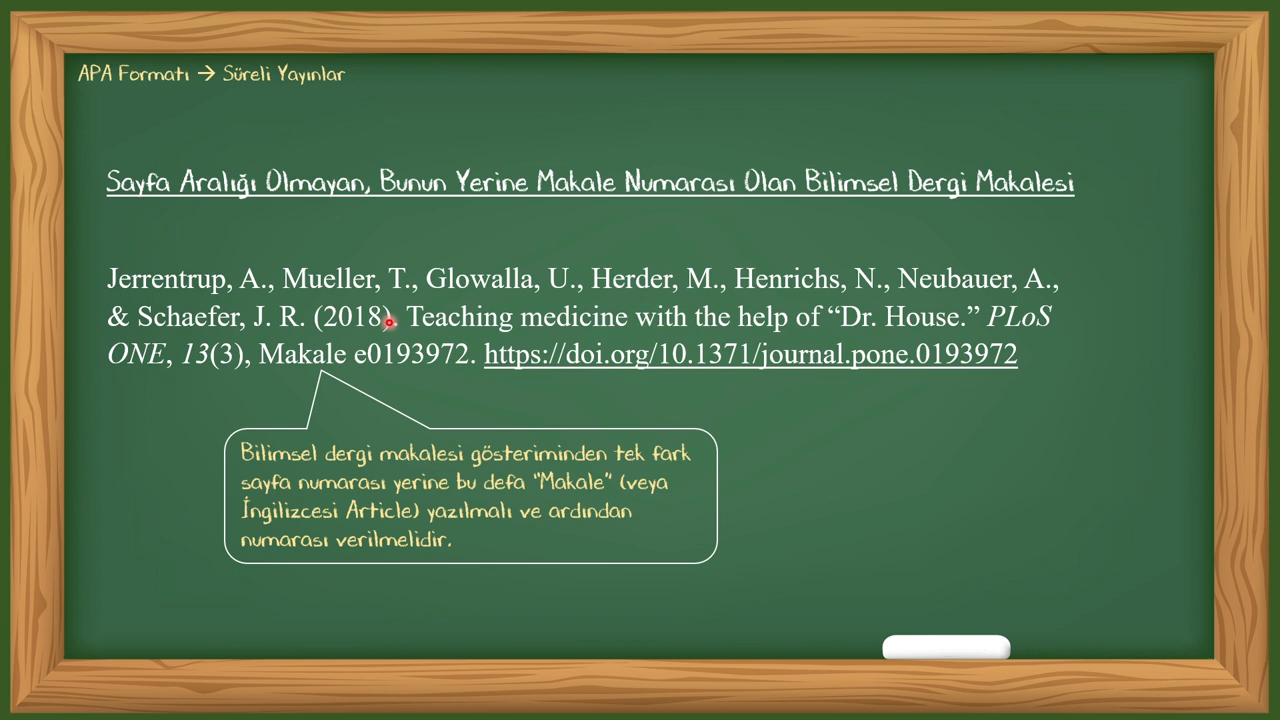 APA Formatı → Süreli Yayınlar
Sayfa Aralığı Olmayan, Bunun Yerine Makale Numarası Olan Bilimsel Dergi Makalesi
Jerrentrup, A., Mueller, T., Glowalla, U., Herder, M., Henrichs, N., Neubauer, A.,
& Schaefer, J. R. (2018). Teaching medicine with the help of “Dr. House.” PLoS
ONE, 13(3), Makale e0193972. https://doi.org/10.1371/journal.pone.0193972
Bilimsel dergi makalesi gösteriminden tek fark
sayfa numarası yerine bu defa “Makale” (veya
İngilizcesi Article) yazılmalı ve ardından
numarası verilmelidir.